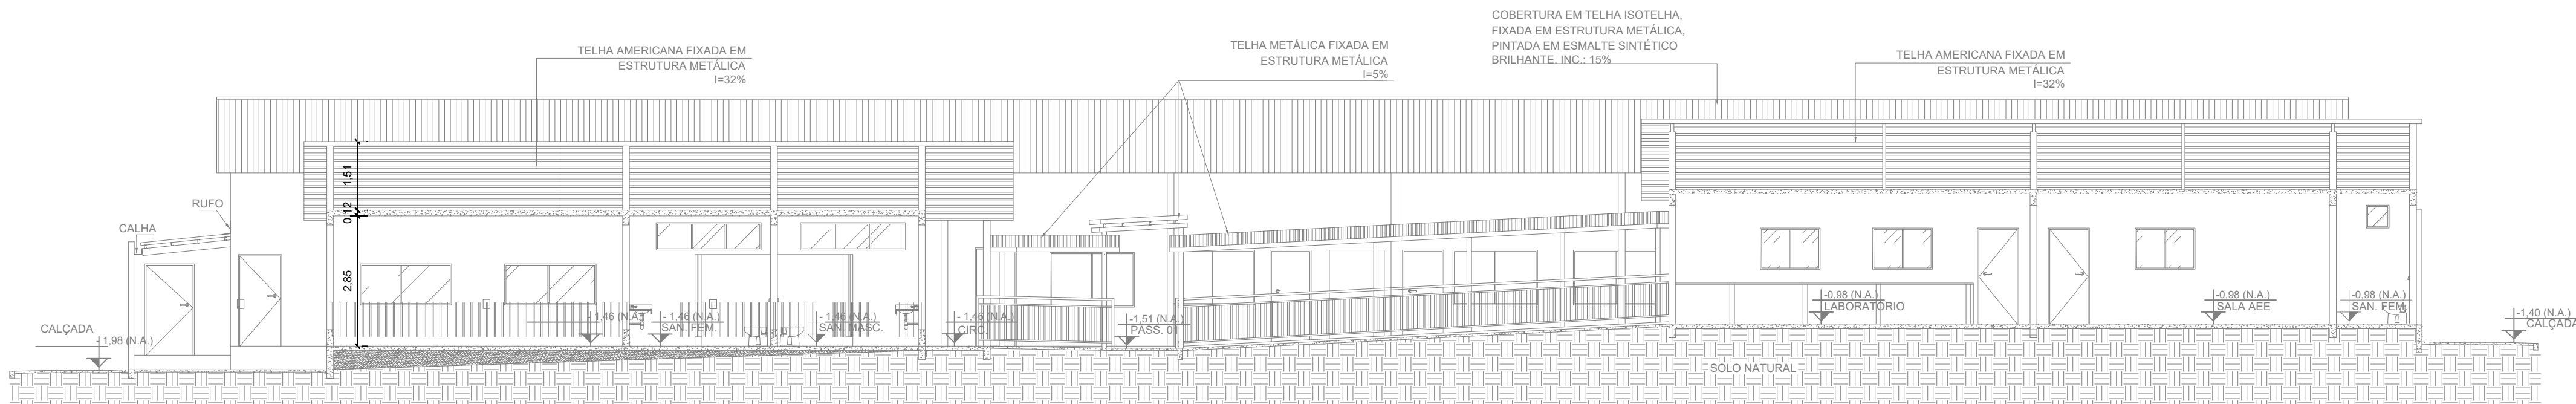 COBERTURA EM TELHA ISOTELHA,
FIXADA EM ESTRUTURA METÁLICA,
PINTADA EM ESMALTE SINTÉTICO
BRILHANTE. INC.: 15%
TELHA AMERICANA FIXADA EM
ESTRUTURA METÁLICA
I=32%
TELHA METÁLICA FIXADA EM
ESTRUTURA METÁLICA
I=5%
TELHA AMERICANA FIXADA EM
ESTRUTURA METÁLICA
I=32%
1,51
0,12
2,85
RUFO
CALHA
CALÇADA
- 1,98 (N.A.)
- 1,46 (N.A.)
- 1,46 (N.A.)
SAN. FEM.
- 1,46 (N.A.)
SAN. MASC.
- 1,46 (N.A.)
CIRC.
-1,51 (N.A.)
PASS. 01
-0,98 (N.A.)
LABORATÓRIO
-0,98 (N.A.)
SALA AEE
-0,98 (N.A.)
SAN. FEM.
-1,40 (N.A.)
CALÇADA
SOLO NATURAL